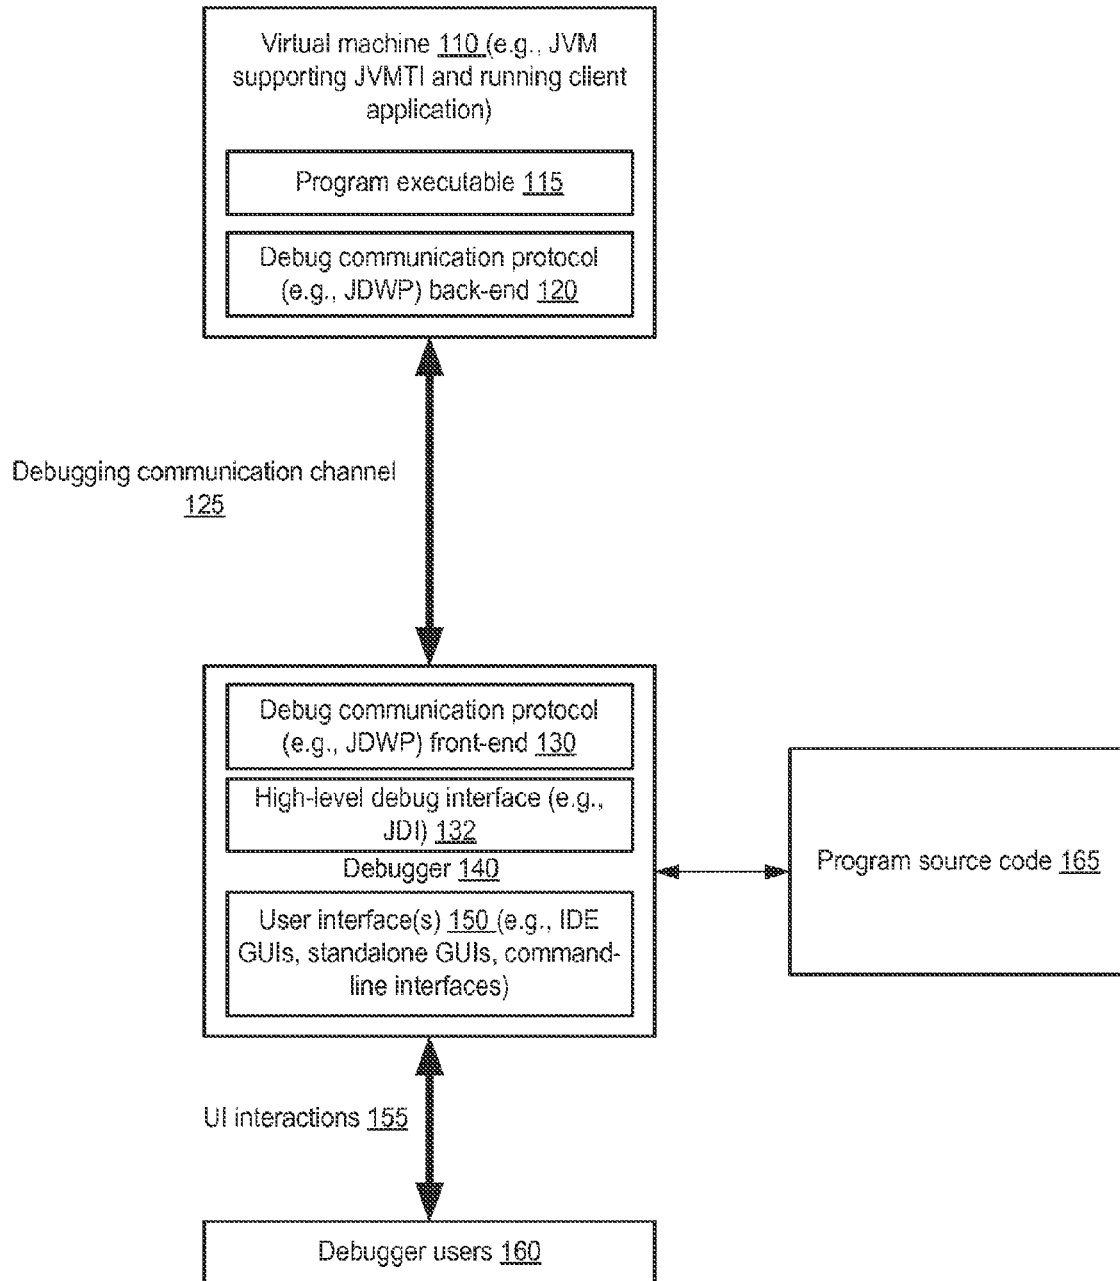 Virtual machine 110 (e.g., JVM
supporting JVMTI and running client
application)
Program executable 115
Debug communication protocol
(e.g., JDWP) back-end 120
Debugging communication channel
125
Debug communication protocol
(e.g., JDWP) front-end 130
High-level debug interface (e.g.,
JDI) 132
Debugger 140
User interface(s) 150 (e.g., IDE
GUIs, standalone GUIs, command-
line interfaces)
Program source code 165
UI interactions 155
Debugger users 160